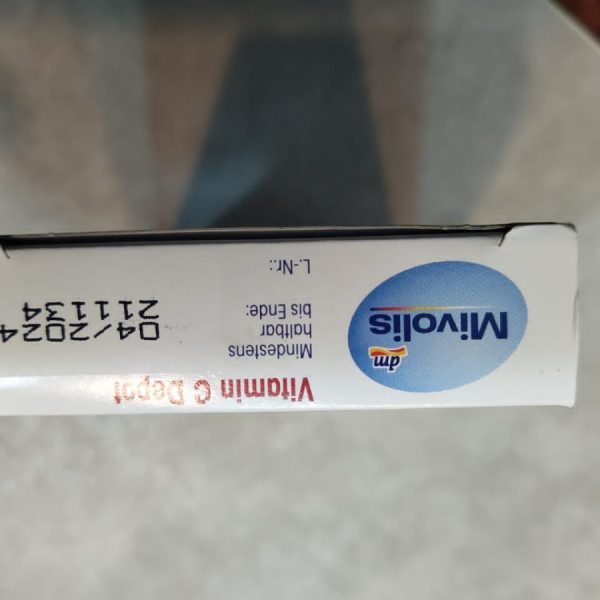 dm
Mivolis
Vitamin C Depot
Mindestens
haltbar
bis Ende:
04/2024
L.-Nr.:
211134